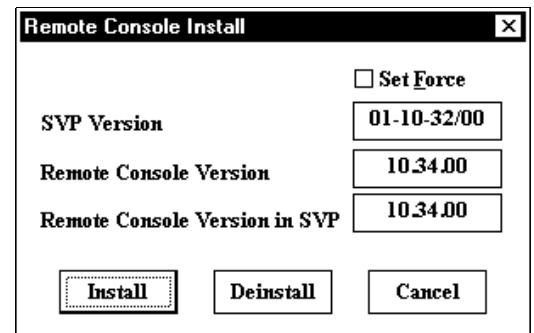 Remote Console Install
Set Force
SVP Version 01-10-32/00
Remote Console Version 10.34.00
Remote Console Version in SVP 10.34.00
Install Deinstall Cancel